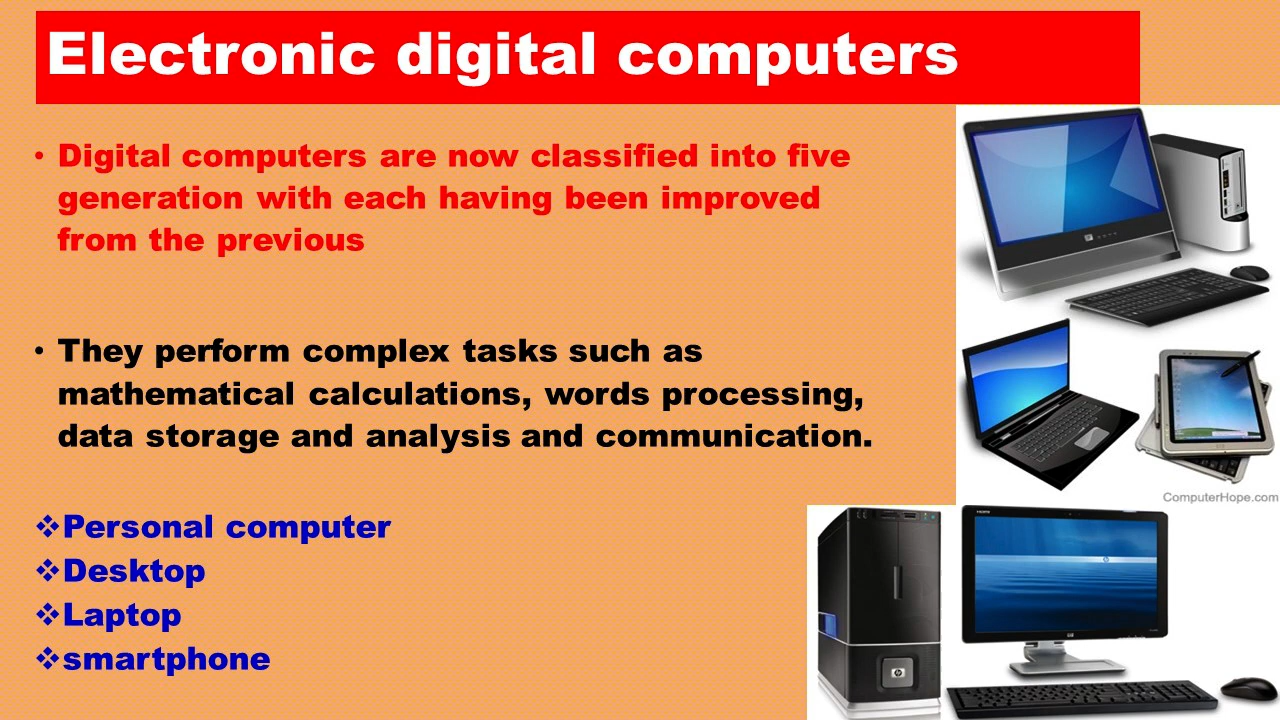 Electronic digital computers
• Digital computers are now classified into five
generation with each having been improved
from the previous
• They perform complex tasks such as
mathematical calculations, words processing,
data storage and analysis and communication.
❖Personal computer
❖Desktop
❖Laptop
❖smartphone
ComputerHope.com